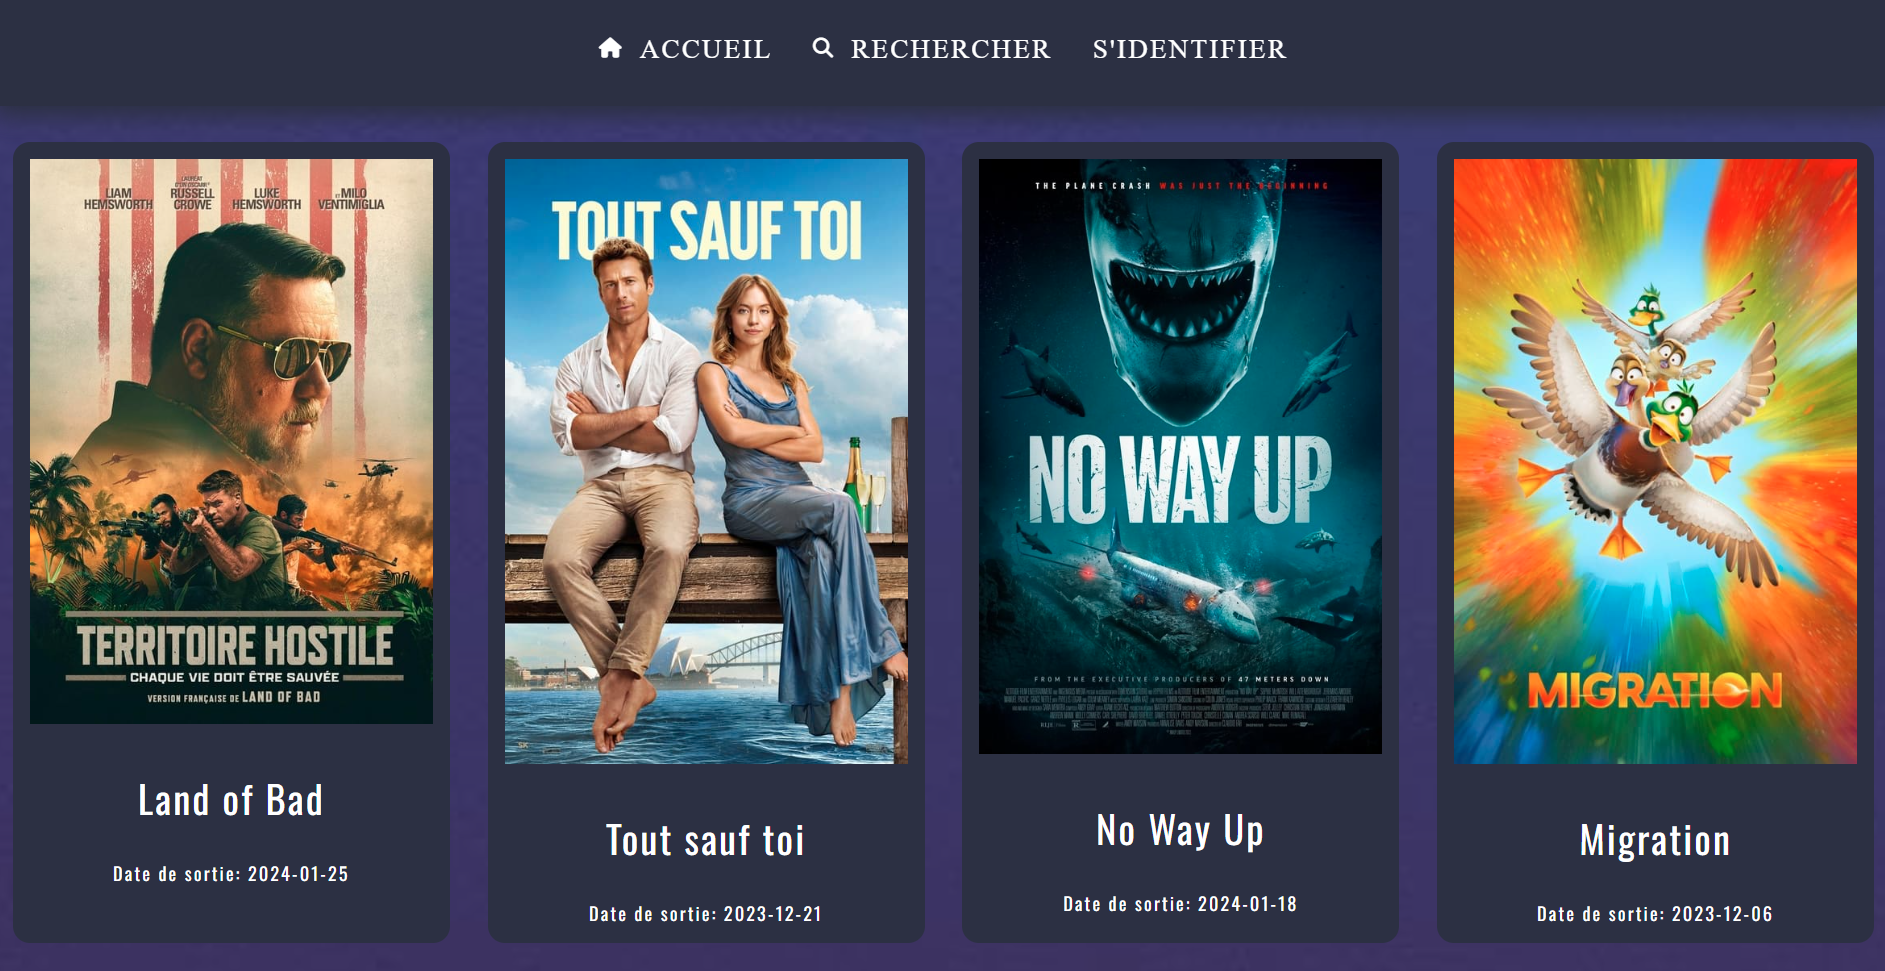 ACCUEIL
RECHERCHER
S'IDENTIFIER
LIAM
HEMSWORTH
LAURÉAT
D'UN OSCAR®
RUSSELL
CROWE
LUKE
HEMSWORTH
ET MILO
VENTIMIGLIA
TERRITOIRE HOSTILE
CHAQUE VIE DOIT ÊTRE SAUVÉE
VERSION FRANÇAISE DE LAND OF BAD
Land of Bad
Date de sortie: 2024-01-25
TOUT SAUF TOI
SK
Tout sauf toi
Date de sortie: 2023-12-21
THE PLANE CRASH WAS JUST THE BEGINNING
NO WAY UP
FROM THE EXECUTIVE PRODUCERS OF 47 METERS DOWN
No Way Up
Date de sortie: 2024-01-18
MIGRATION
Migration
Date de sortie: 2023-12-06